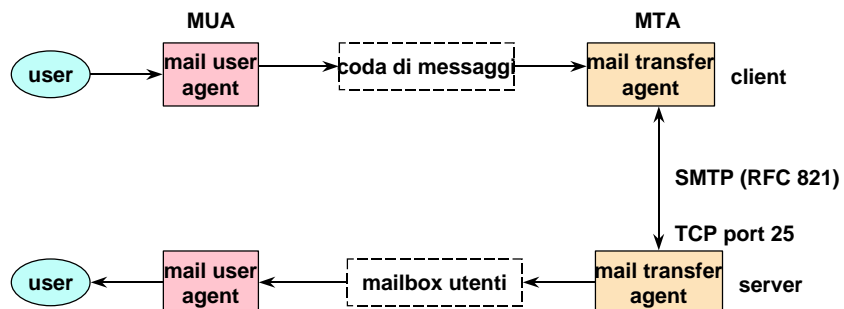 MUA
MTA
user
mail user
agent
coda di messaggi
mail transfer
agent
client
SMTP (RFC 821)
TCP port 25
user
mail user
agent
mailbox utenti
mail transfer
agent
server